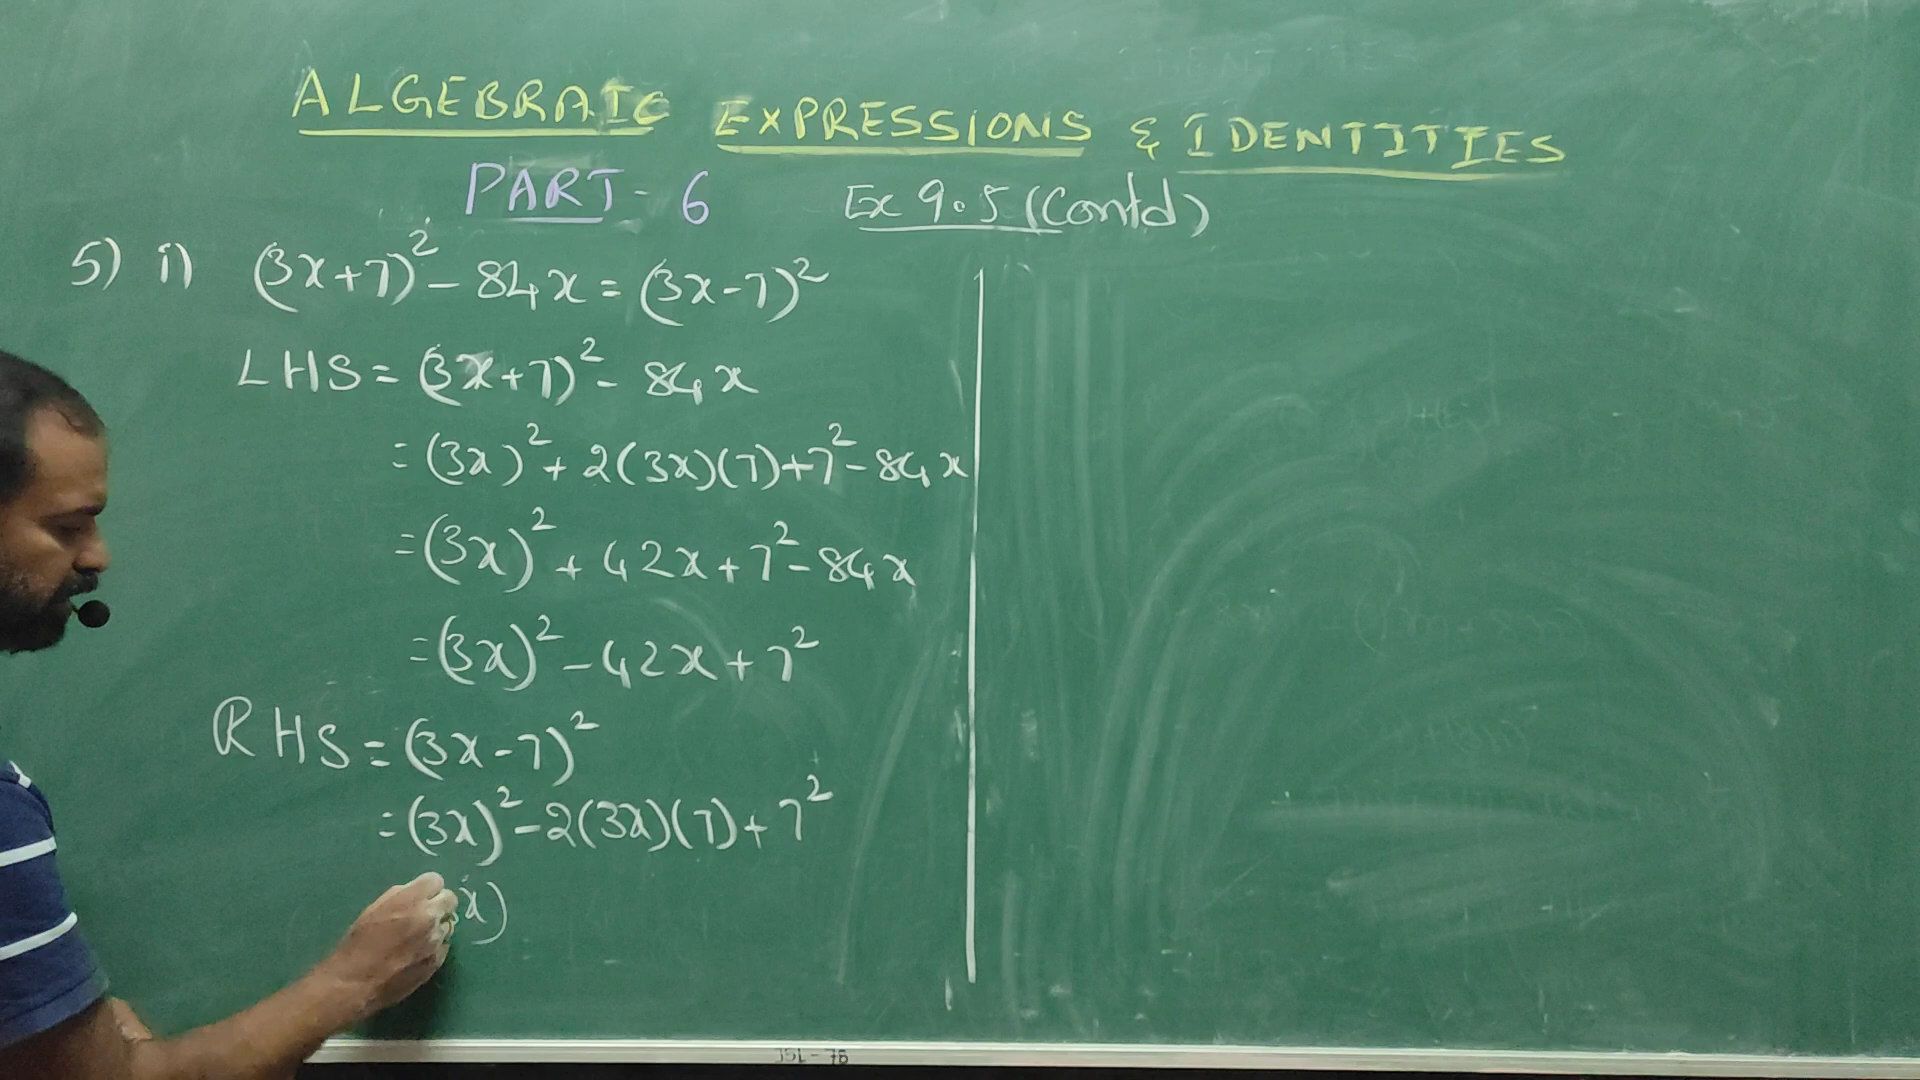 ALGEBRAIC EXPRESSIONS & IDENTITIES
PART - 6 Ex 9.5 (Contd)
5) i) (3x+7)² - 84x = (3x-7)²
LHS = (3x+7)² - 84x
= (3x)² + 2(3x)(7) + 7² - 84x
= (3x)² + 42x + 7² - 84x
= (3x)² - 42x + 7²
RHS = (3x-7)²
= (3x)² - 2(3x)(7) + 7²
x)
JSL-7B